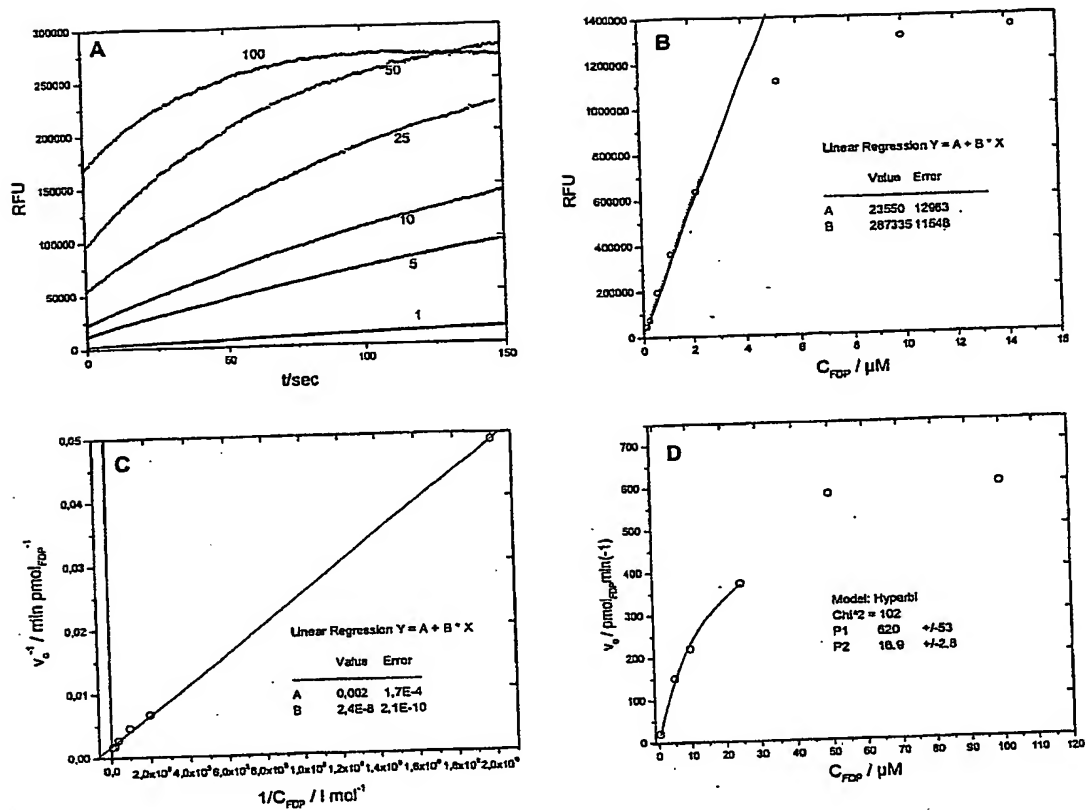 A
300000
250000
200000
150000
100000
50000
0
RFU
100
50
25
10
5
1
0
50
100
150
t/sec
B
1400000
1200000
1000000
800000
600000
400000
200000
0
RFU
Linear Regression Y = A + B * X
Value Error
A 23550 12963
B 287335 11548
0 2 4 6 8 10 12 14 16
C_FDP / µM
C
0,05
0,04
0,03
0,02
0,01
0,00
v_o^-1 / min pmol_FDP^-1
Linear Regression Y = A + B * X
Value Error
A 0,002 1,7E-4
B 2,4E-8 2,1E-10
0,0
1/C_FDP / l mol^-1
D
700
600
500
400
300
200
100
0
v_o / pmol_FDP min(-1)
Model: Hyperbl
Chi^2 = 102
P1 620 +/-53
P2 16.9 +/-2.8
0 10 20 30 40 50 60 70 80 90 100 110 120
C_FDP / µM